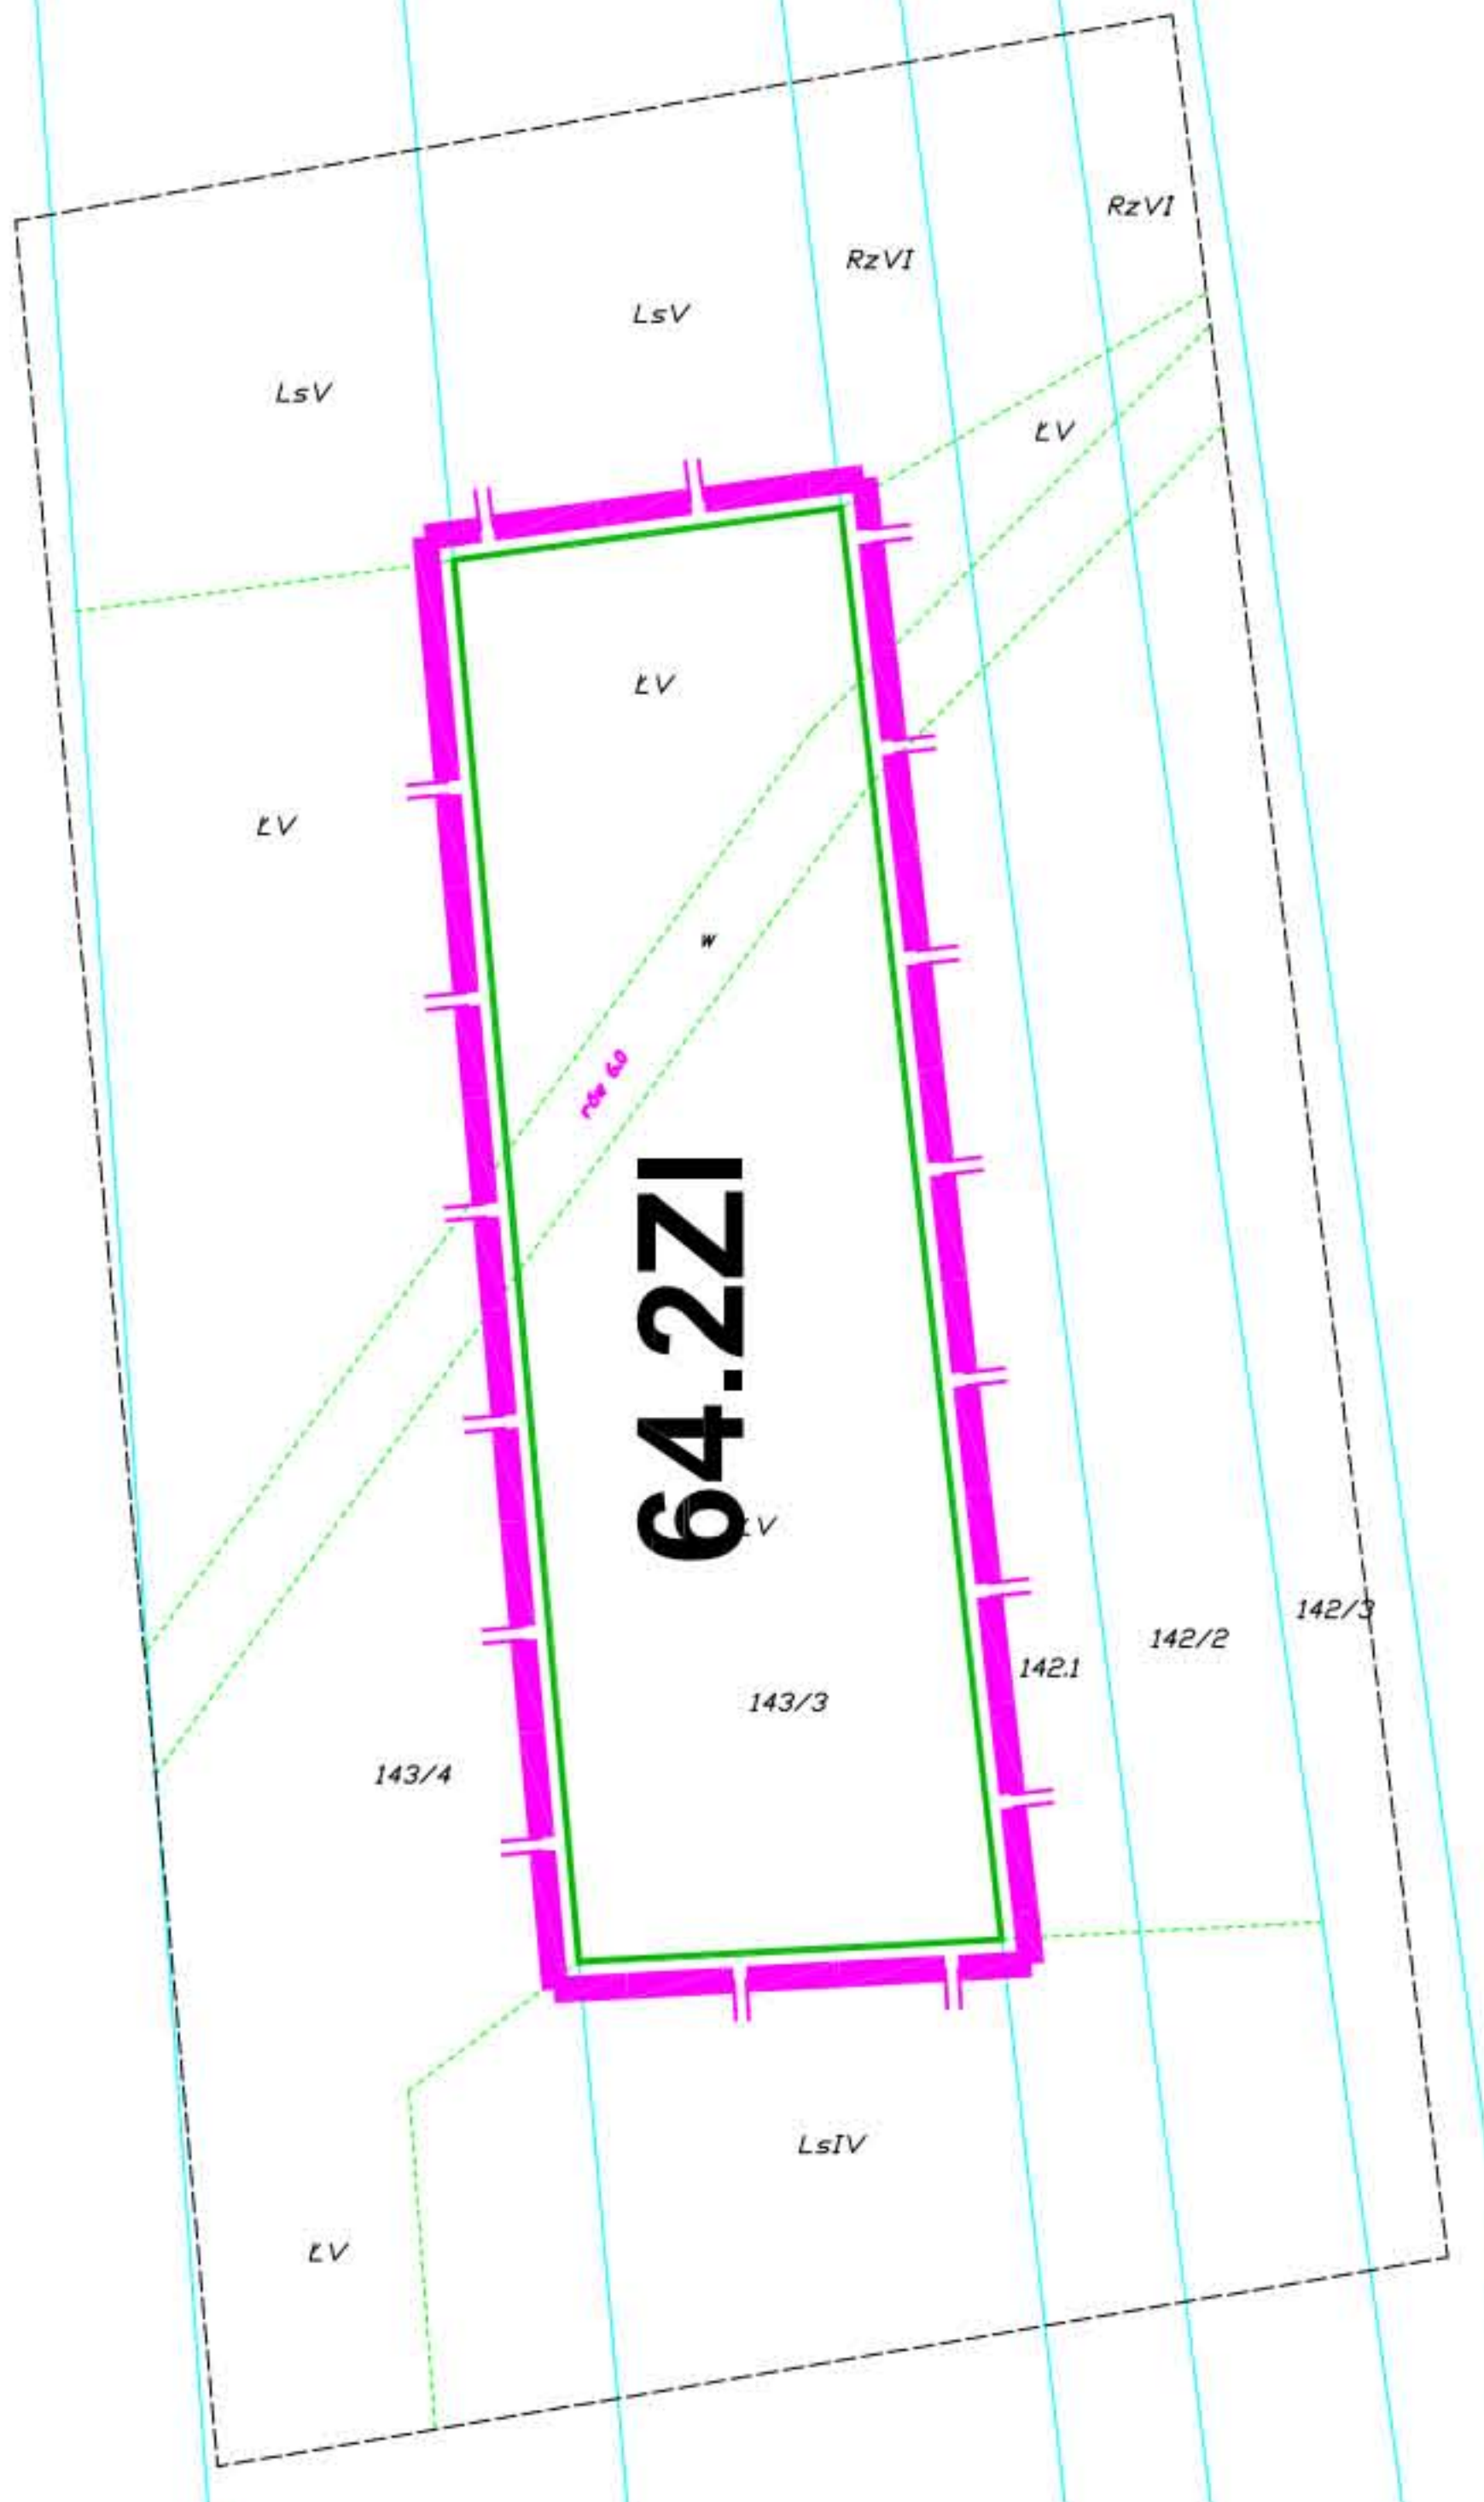 RzVI
RzVI
LsV
LsV
ŁV
ŁV
ŁV
w
rów 6.0
64.2ZI
ŁV
142/3
142/2
142.1
143/3
143/4
LsIV
ŁV